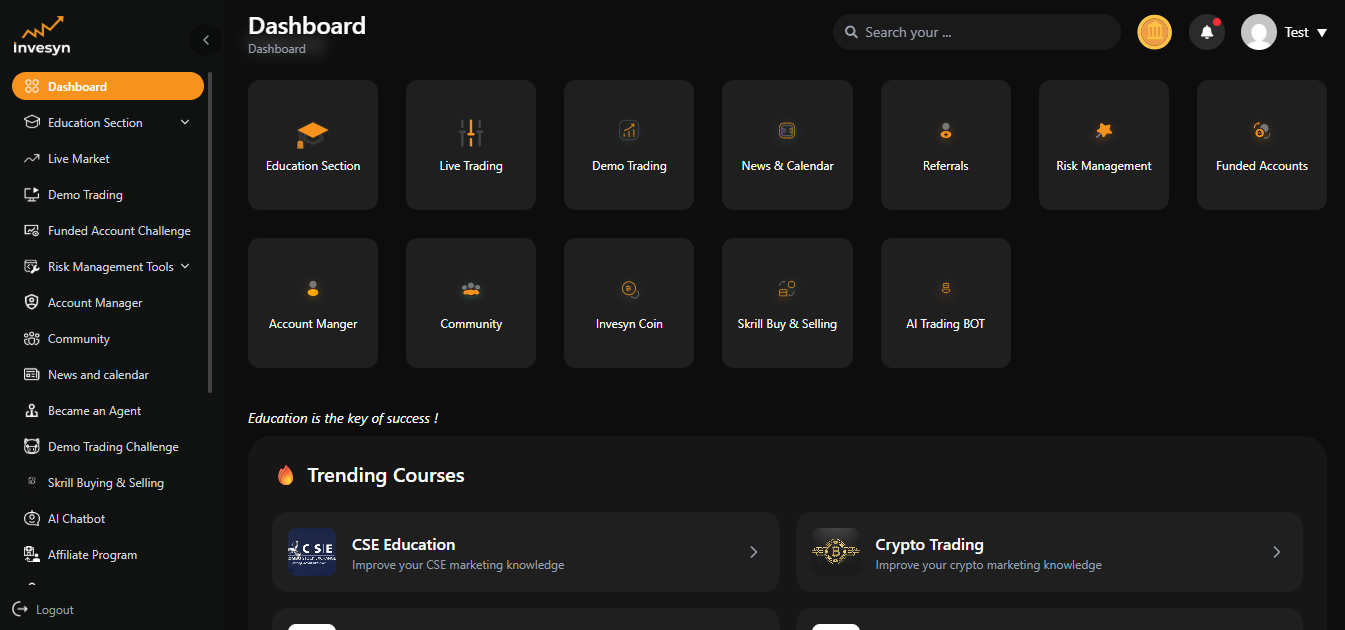 invesyn
Dashboard
Education Section
Live Market
Demo Trading
Funded Account Challenge
Risk Management Tools
Account Manager
Community
News and calendar
Became an Agent
Demo Trading Challenge
Skrill Buying & Selling
AI Chatbot
Affiliate Program
Logout
Dashboard
Dashboard
Search your ...
Test
Education Section
Live Trading
Demo Trading
News & Calendar
Referrals
Risk Management
Funded Accounts
Account Manger
Community
Invesyn Coin
Skrill Buy & Selling
AI Trading BOT
Education is the key of success !
Trending Courses
CSE
CSE Education
Improve your CSE marketing knowledge
Crypto Trading
Improve your crypto marketing knowledge